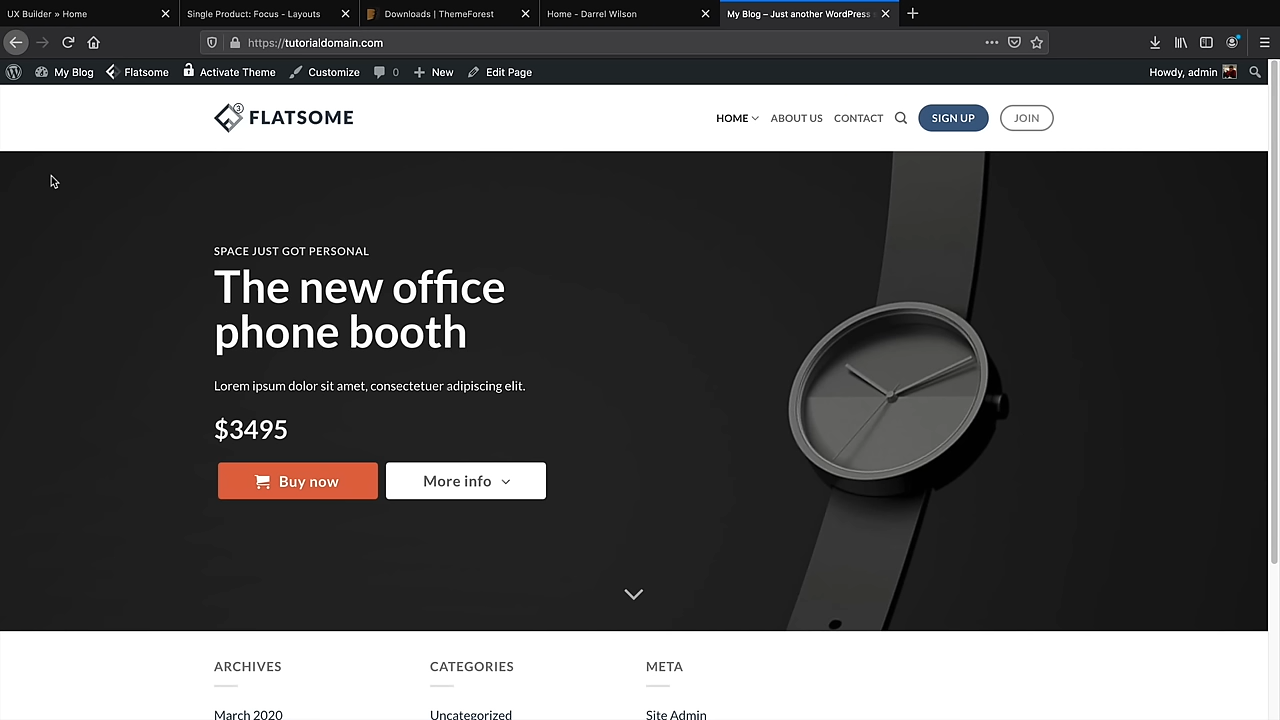 UX Builder » Home
Single Product: Focus - Layouts
Downloads | ThemeForest
Home - Darrel Wilson
My Blog – Just another WordPress
https://tutorialdomain.com
My Blog
Flatsome
Activate Theme
Customize
0
New
Edit Page
Howdy, admin
3
FLATSOME
HOME
ABOUT US
CONTACT
SIGN UP
JOIN
SPACE JUST GOT PERSONAL
The new office
phone booth
Lorem ipsum dolor sit amet, consectetuer adipiscing elit.
$3495
Buy now
More info
ARCHIVES
CATEGORIES
META
March 2020
Uncategorized
Site Admin